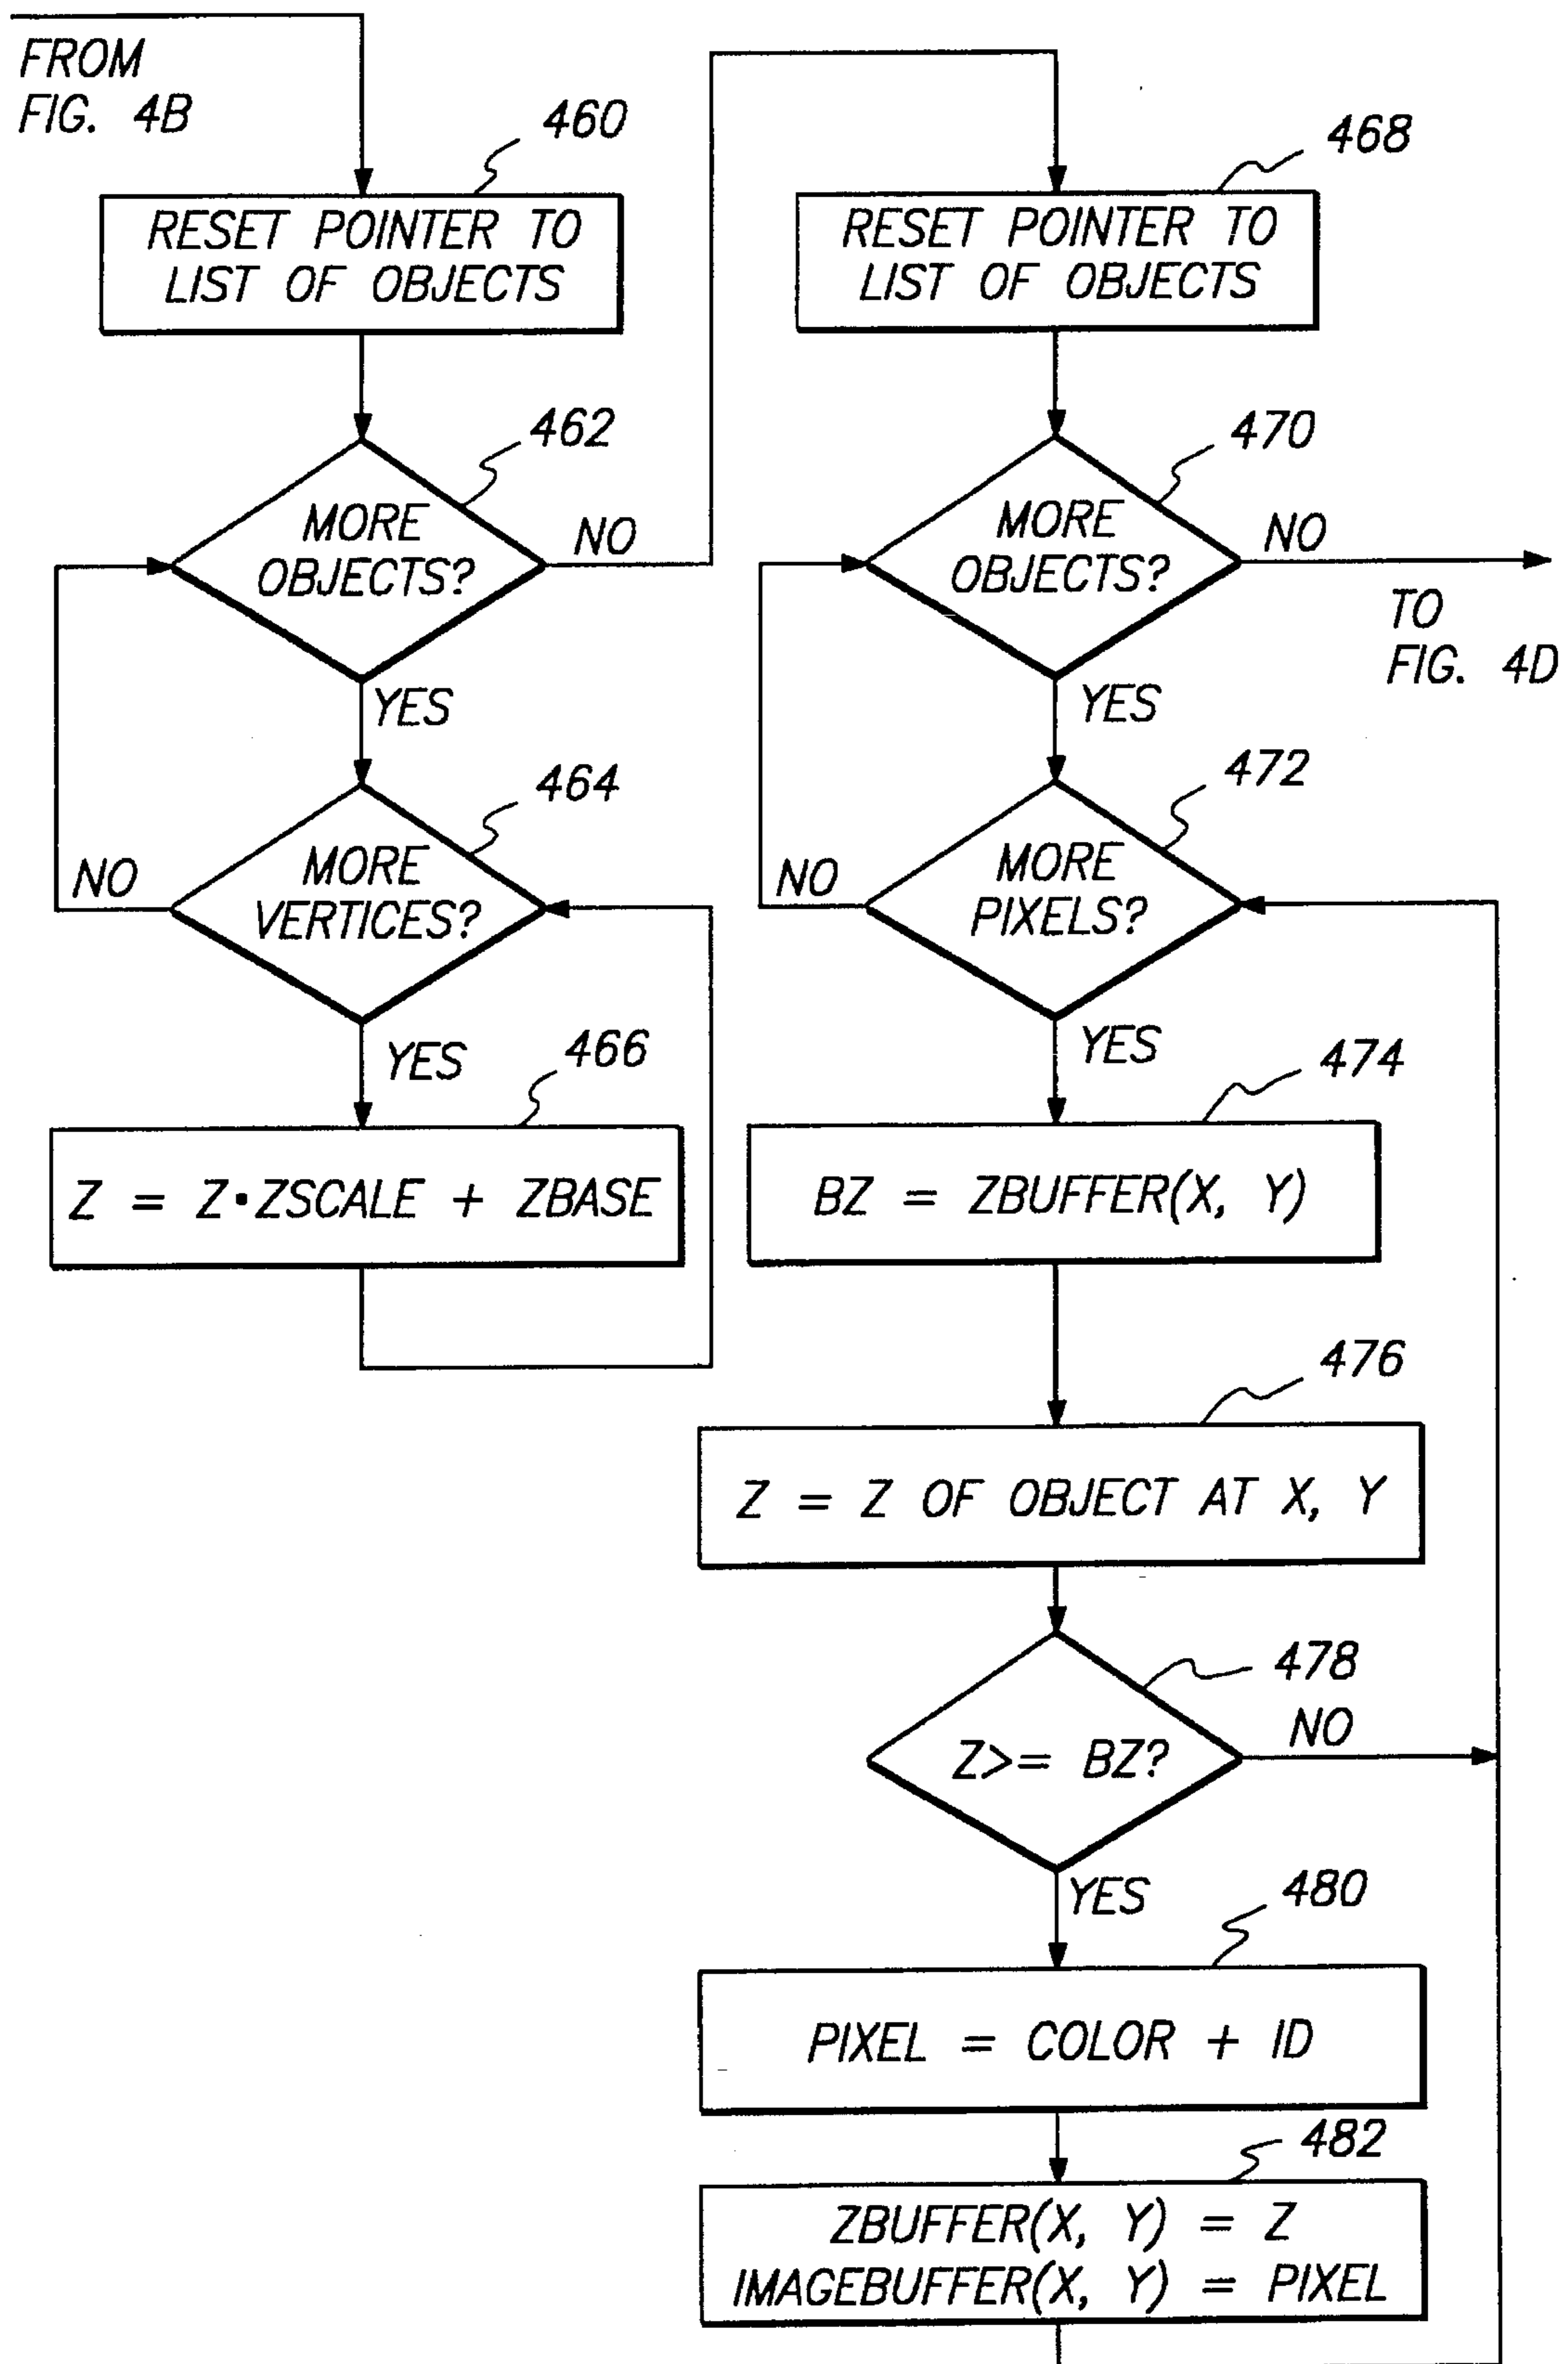 FROM
FIG. 4B
460
RESET POINTER TO
LIST OF OBJECTS
462
MORE
OBJECTS?
NO
YES
464
MORE
VERTICES?
NO
YES
466
Z = Z•ZSCALE + ZBASE
468
RESET POINTER TO
LIST OF OBJECTS
470
MORE
OBJECTS?
NO
TO
FIG. 4D
YES
472
MORE
PIXELS?
NO
YES
474
BZ = ZBUFFER(X, Y)
476
Z = Z OF OBJECT AT X, Y
478
Z>= BZ?
NO
YES
480
PIXEL = COLOR + ID
482
ZBUFFER(X, Y) = Z
IMAGEBUFFER(X, Y) = PIXEL